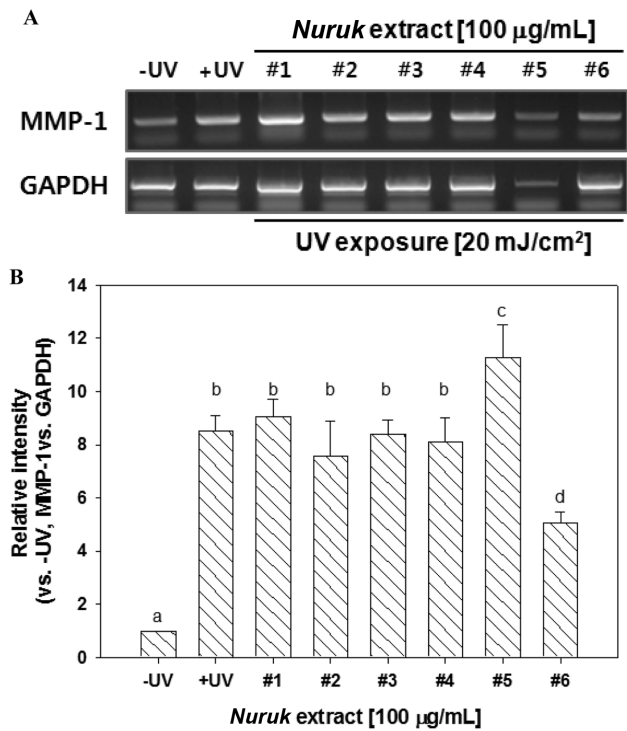 A
Nuruk extract [100 μg/mL]
-UV +UV #1 #2 #3 #4 #5 #6
MMP-1
GAPDH
UV exposure [20 mJ/cm²]
B
Relative intensity
(vs. -UV, MMP-1vs. GAPDH)
14
12
10
8
6
4
2
0
a
b
b
b
b
b
c
d
-UV +UV #1 #2 #3 #4 #5 #6
Nuruk extract [100 μg/mL]